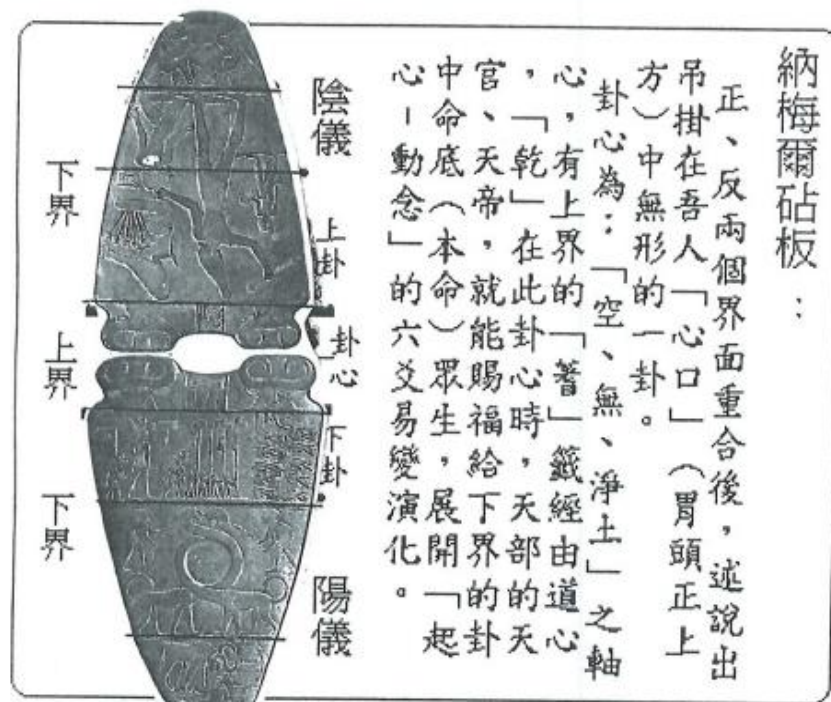 納梅爾砧板：
正、反兩個界面重合後，述說出
吊掛在吾人「心口」（胃頭正上
方）中無形的一卦。
卦心為：「空、無、淨土」之軸
心，有上界的「蓍」籤經由道心
，「乾」在此卦心時，天部的天
官、天帝，就能賜福給下界的卦
中命底（本命）眾生，展開「起
心－動念」的六爻易變演化。
陰儀
上卦
卦心
下卦
陽儀
下界
上界
下界